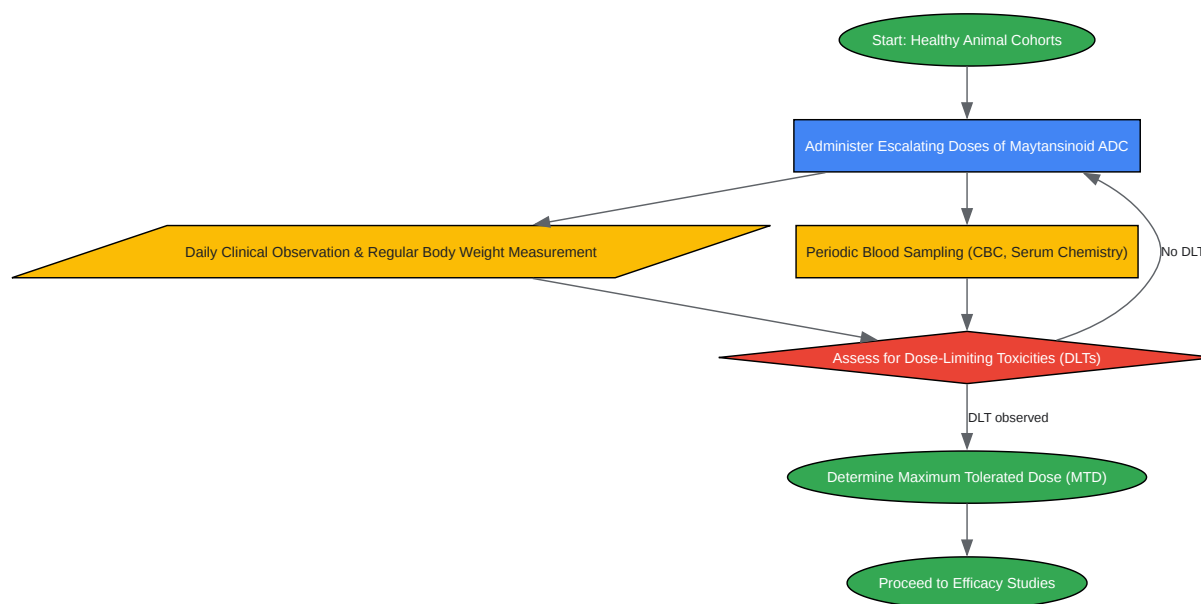 Start: Healthy Animal Cohorts
Administer Escalating Doses of Maytansinoid ADC
Daily Clinical Observation & Regular Body Weight Measurement
Periodic Blood Sampling (CBC, Serum Chemistry)
No DLT
Assess for Dose-Limiting Toxicities (DLTs)
DLT observed
Determine Maximum Tolerated Dose (MTD)
Proceed to Efficacy Studies